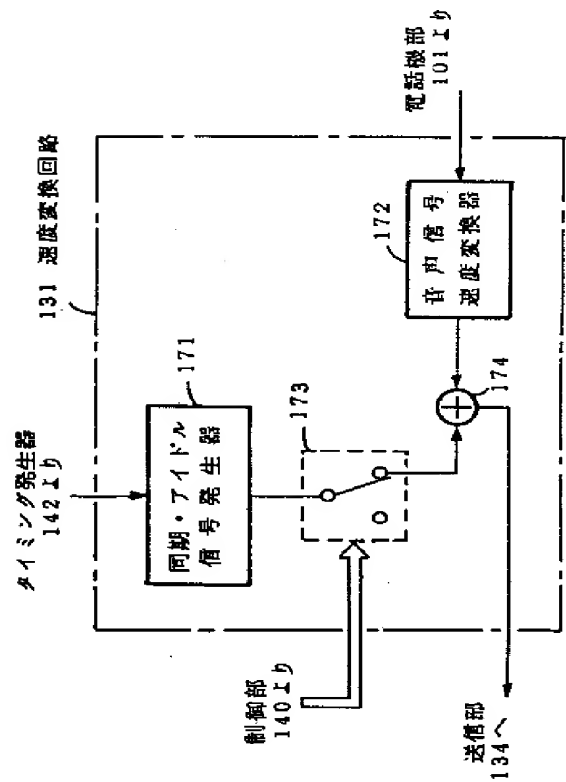 131 速度変換回路
タイミング発生器
142より
171
同期・アイドル
信号発生器
173
制御部
140より
172
音声信号
速度変換器
電話機部
101より
174
送信部
134へ